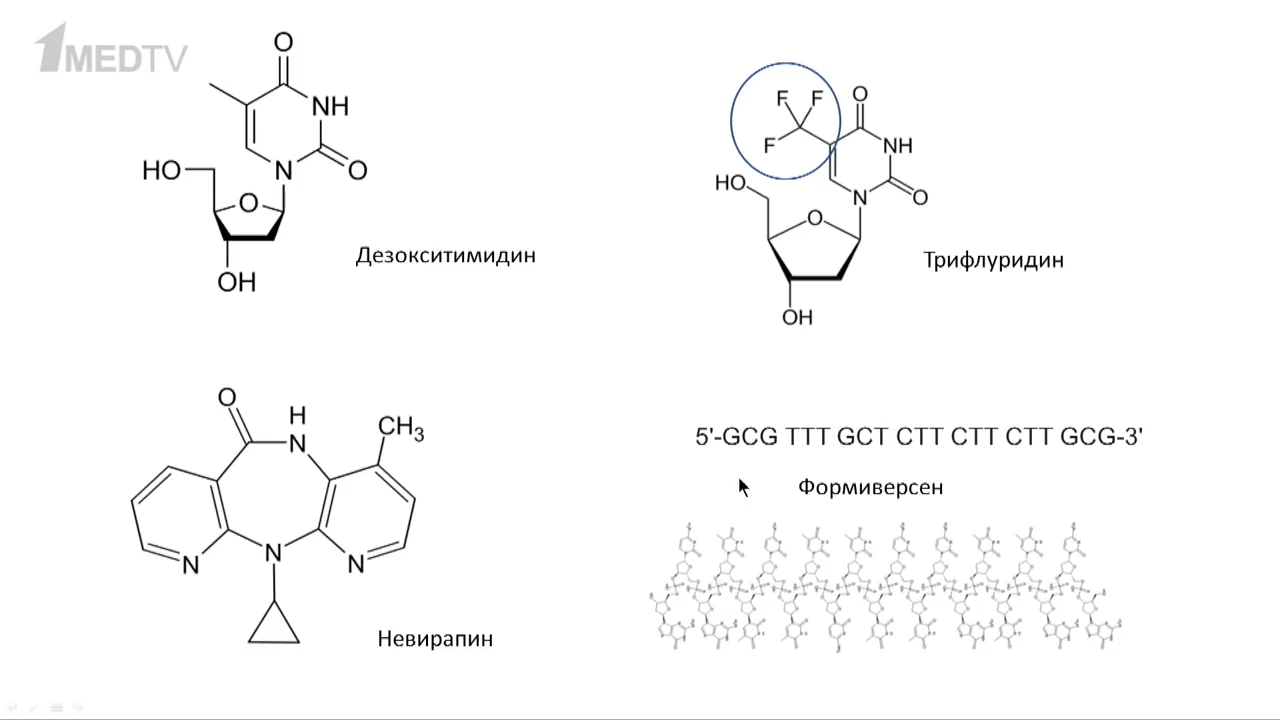 1MEDTV
O
NH
N
O
HO
O
OH
Дезокситимидин
F F
F
O
NH
N
O
HO
O
OH
Трифлуридин
O
H
N
CH3
N
N
N
Невирапин
5'-GCG TTT GCT CTT CTT CTT GCG-3'
Формиверсен